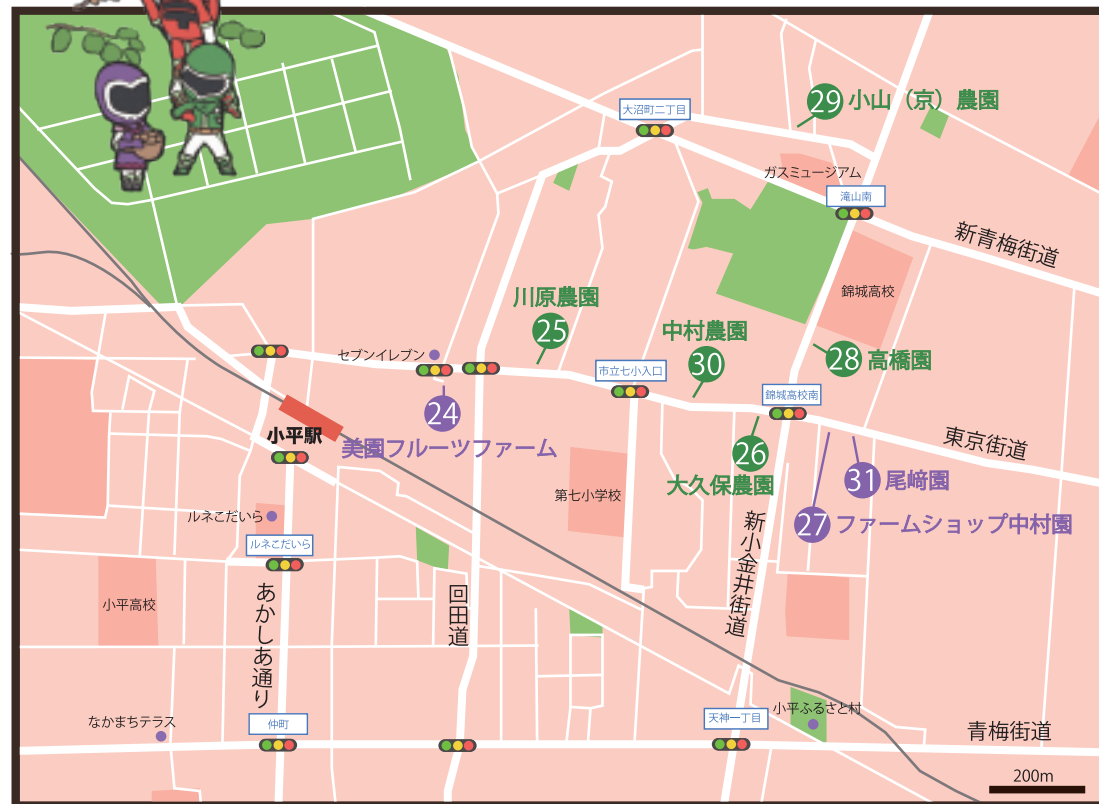 大沼町二丁目
29 小山（京）農園
ガスミュージアム
滝山南
新青梅街道
錦城高校
川原農園
25
中村農園
30
28 高橋園
セブンイレブン
市立七小入口
錦城高校南
24
美園フルーツファーム
小平駅
26
大久保農園
東京街道
31 尾﨑園
27 ファームショップ中村園
第七小学校
新小金井街道
ルネこだいら
ルネこだいら
小平高校
あかしあ通り
回田道
なかまちテラス
仲町
天神一丁目
小平ふるさと村
青梅街道
200m